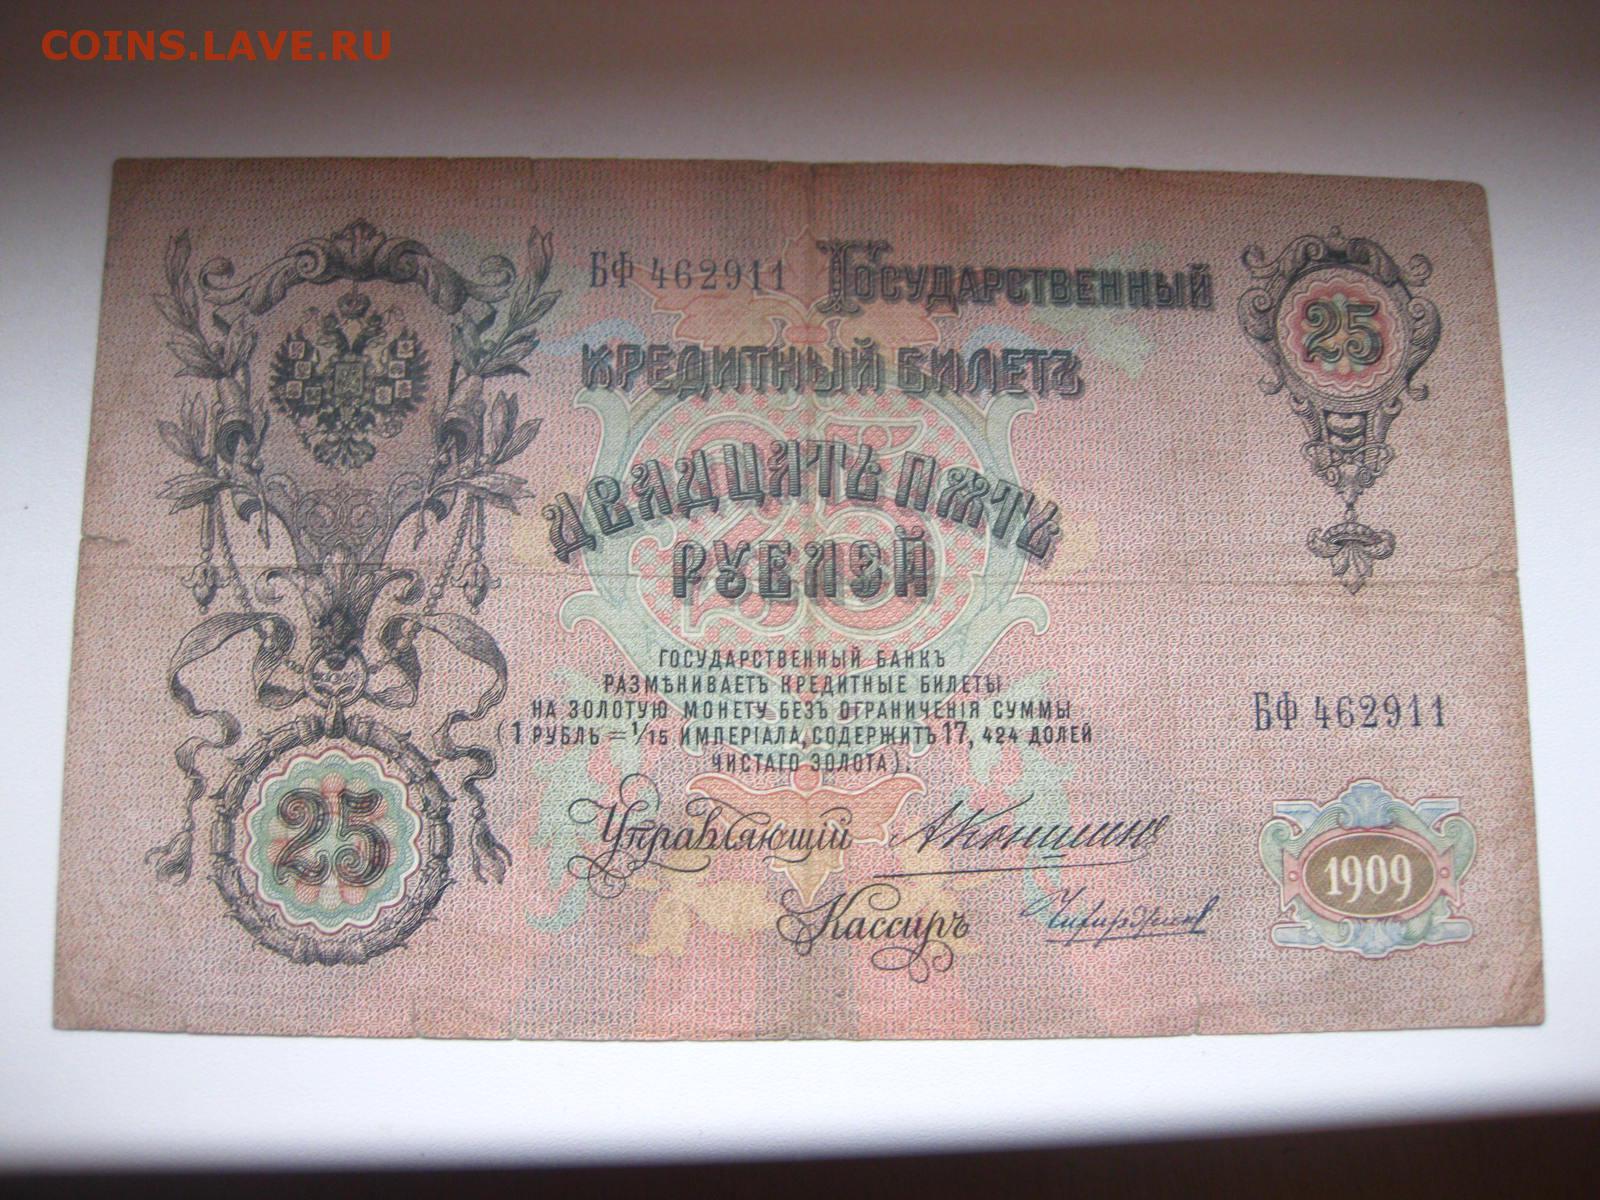 COINS.LAVE.RU
БФ 462911 Государственный
25
Кредитный Билетъ
Двадцать Пять
Рублей
ГОСУДАРСТВЕННЫЙ БАНКЪ
РАЗМѢНИВАЕТЪ КРЕДИТНЫЕ БИЛЕТЫ
НА ЗОЛОТУЮ МОНЕТУ БЕЗЪ ОГРАНИЧЕНІЯ СУММЫ
(1 РУБЛЬ = 1/15 ИМПЕРІАЛА, СОДЕРЖИТЪ 17, 424 ДОЛЕЙ
ЧИСТАГО ЗОЛОТА).
БФ 462911
25
25
Управляющій АКоншинъ
Кассиръ
1909